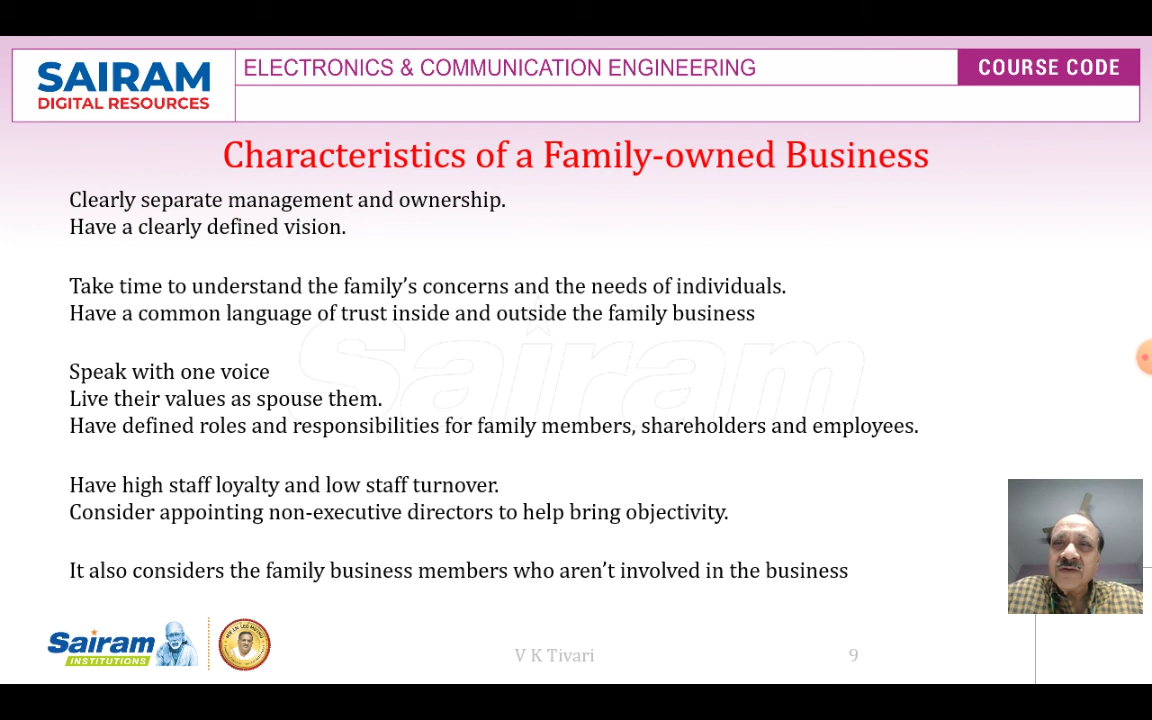 SAIRAM
DIGITAL RESOURCES
ELECTRONICS & COMMUNICATION ENGINEERING
COURSE CODE
Characteristics of a Family-owned Business
Clearly separate management and ownership.
Have a clearly defined vision.
Take time to understand the family’s concerns and the needs of individuals.
Have a common language of trust inside and outside the family business
Sairam
Speak with one voice
Live their values as spouse them.
Have defined roles and responsibilities for family members, shareholders and employees.
Have high staff loyalty and low staff turnover.
Consider appointing non-executive directors to help bring objectivity.
It also considers the family business members who aren’t involved in the business
Sairam
INSTITUTIONS
V K Tivari
9